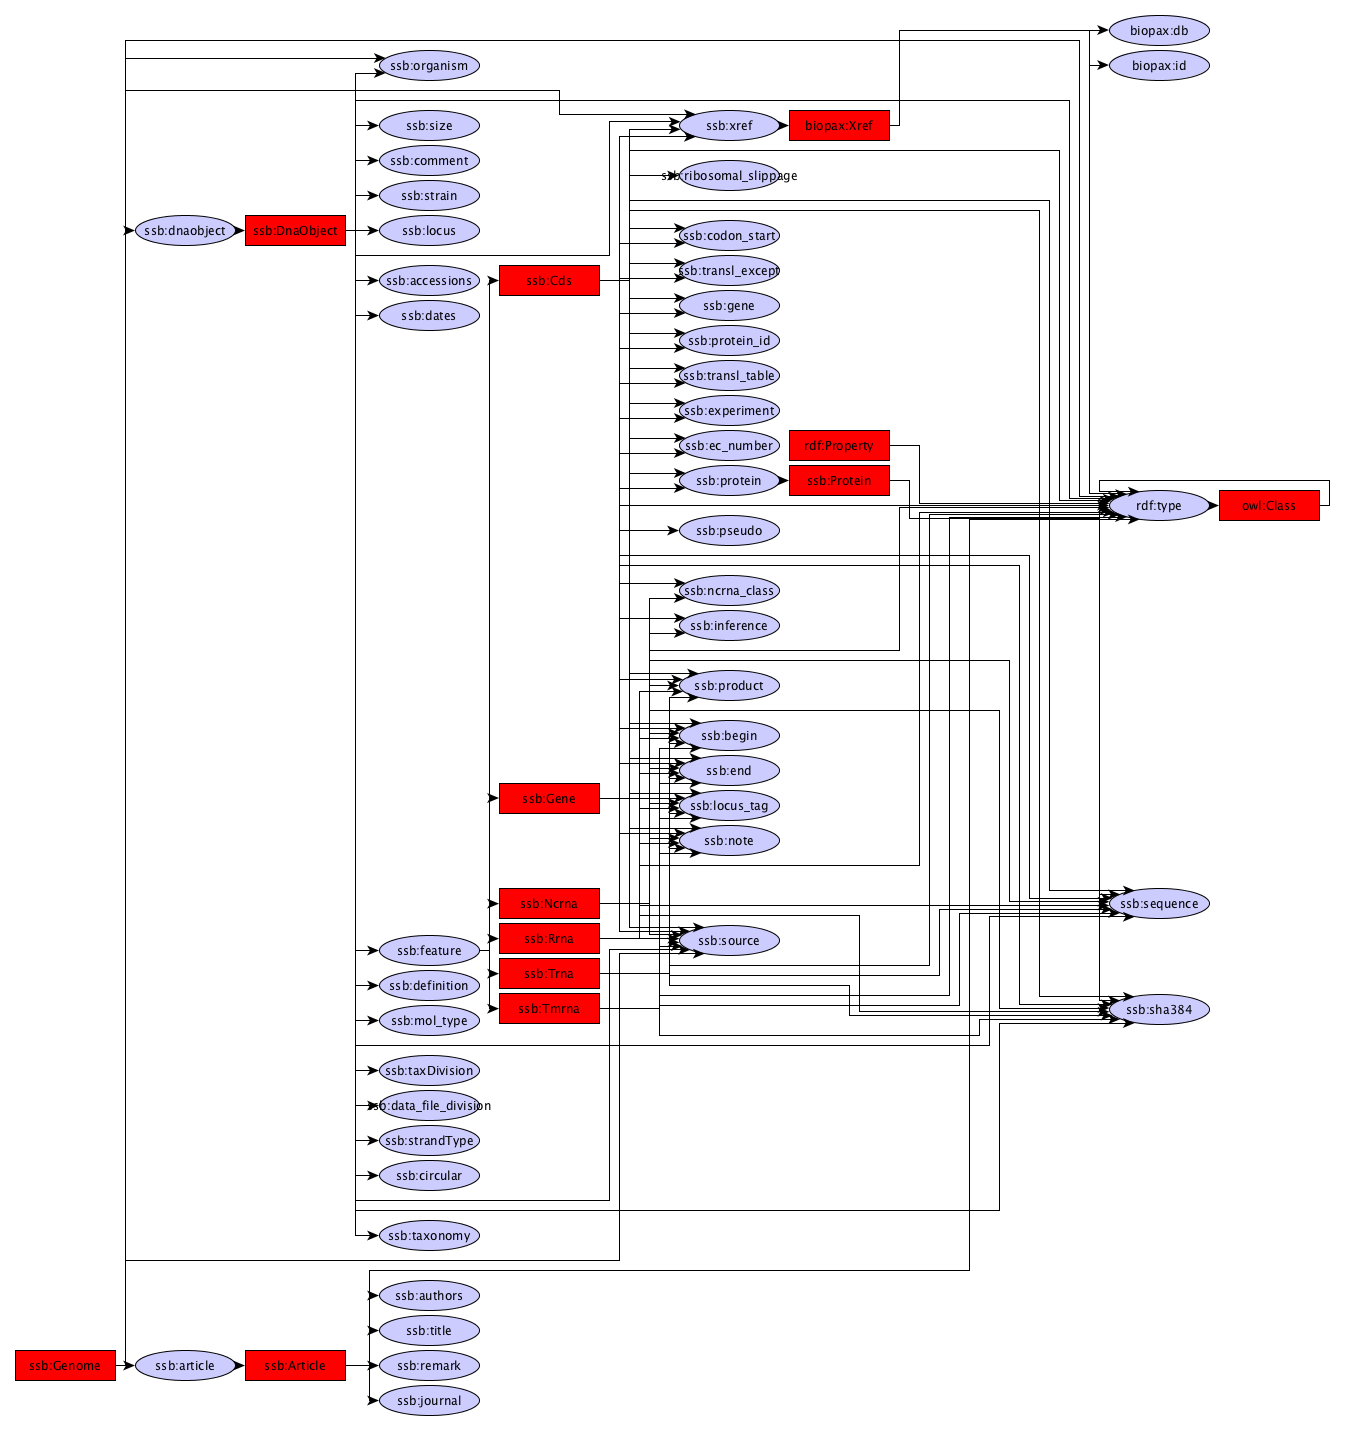 biopax:db
ssb:organism
biopax:id
ssb:size
ssb:xref
biopax:Xref
ssb:comment
ssb:ribosomal_slippage
ssb:strain
ssb:dnaobject
ssb:DnaObject
ssb:locus
ssb:codon_start
ssb:accessions
ssb:Cds
ssb:transl_except
ssb:dates
ssb:gene
ssb:protein_id
ssb:transl_table
ssb:experiment
ssb:ec_number
rdf:Property
ssb:protein
ssb:Protein
rdf:type
owl:Class
ssb:pseudo
ssb:ncrna_class
ssb:inference
ssb:product
ssb:begin
ssb:end
ssb:Gene
ssb:locus_tag
ssb:note
ssb:Ncrna
ssb:sequence
ssb:feature
ssb:Rrna
ssb:source
ssb:Trna
ssb:definition
ssb:Tmrna
ssb:sha384
ssb:mol_type
ssb:taxDivision
ssb:data_file_division
ssb:strandType
ssb:circular
ssb:taxonomy
ssb:authors
ssb:title
ssb:Genome
ssb:article
ssb:Article
ssb:remark
ssb:journal